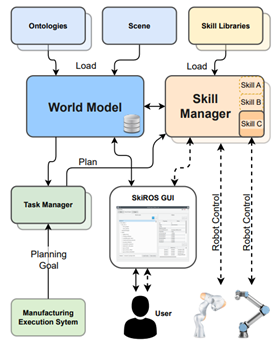 Ontologies
Scene
Skill Libraries
Load
Load
World Model
Skill
Manager
Skill A
Skill B
Skill C
Plan
Task Manager
SkiROS GUI
Robot Control
Robot Control
Planning
Goal
Manufacturing
Execution Sytem
User